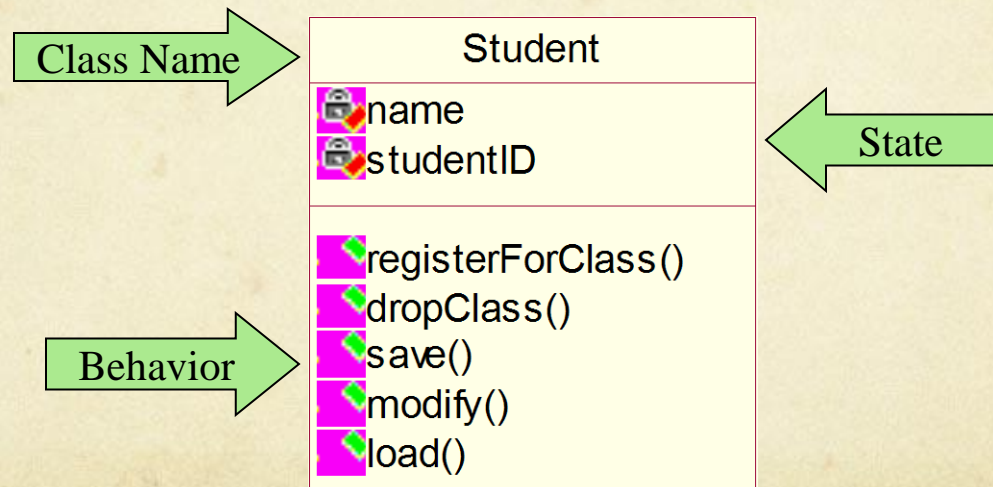 Class Name
Student
name
studentID
State
registerForClass()
dropClass()
save()
Behavior
modify()
load()